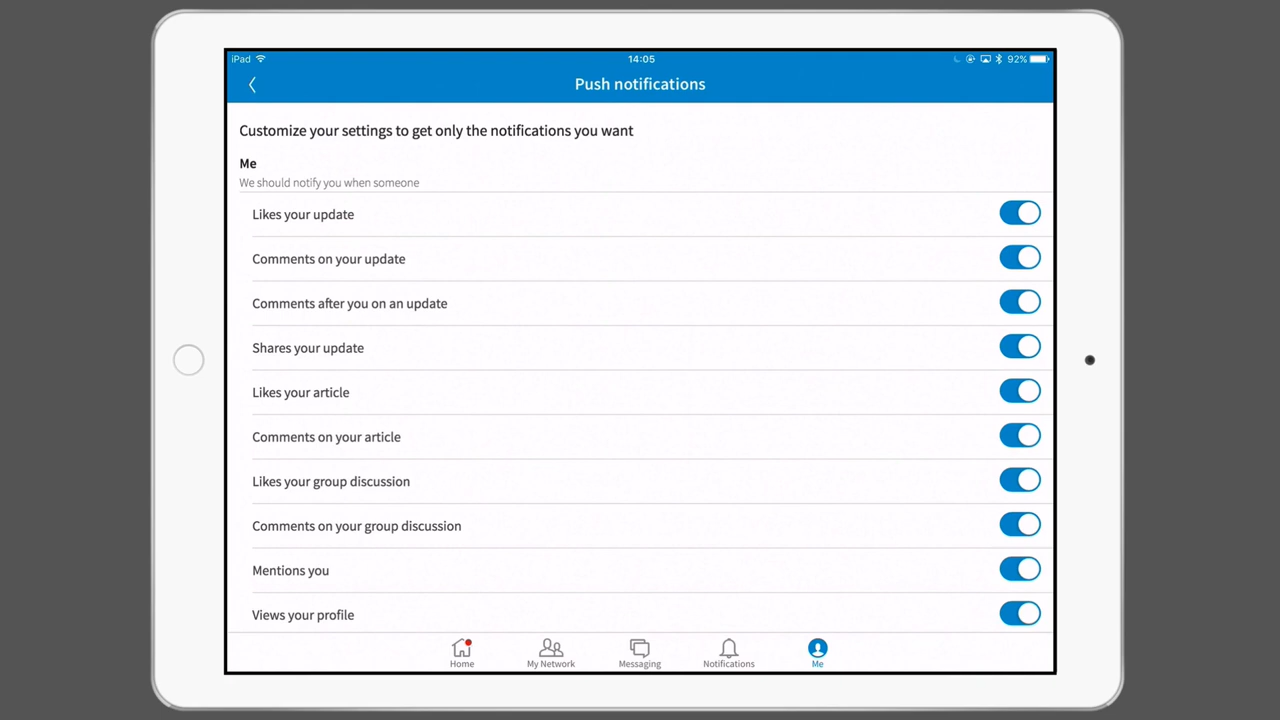 iPad 14:05 92%
Push notifications
Customize your settings to get only the notifications you want
Me
We should notify you when someone
Likes your update
Comments on your update
Comments after you on an update
Shares your update
Likes your article
Comments on your article
Likes your group discussion
Comments on your group discussion
Mentions you
Views your profile
Home My Network Messaging Notifications Me